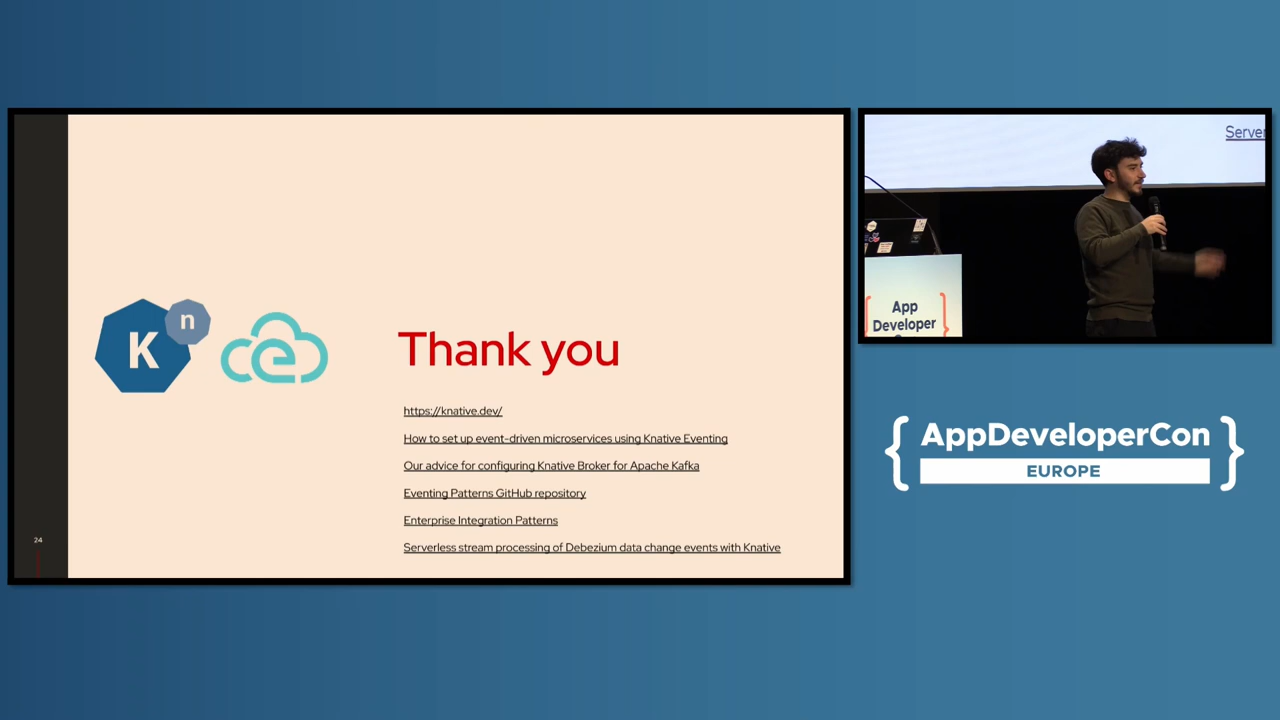 K
n
e
Thank you
https://knative.dev/
How to set up event-driven microservices using Knative Eventing
Our advice for configuring Knative Broker for Apache Kafka
Eventing Patterns GitHub repository
Enterprise Integration Patterns
Serverless stream processing of Debezium data change events with Knative
24
Server
App
Developer
{ AppDeveloperCon }
EUROPE